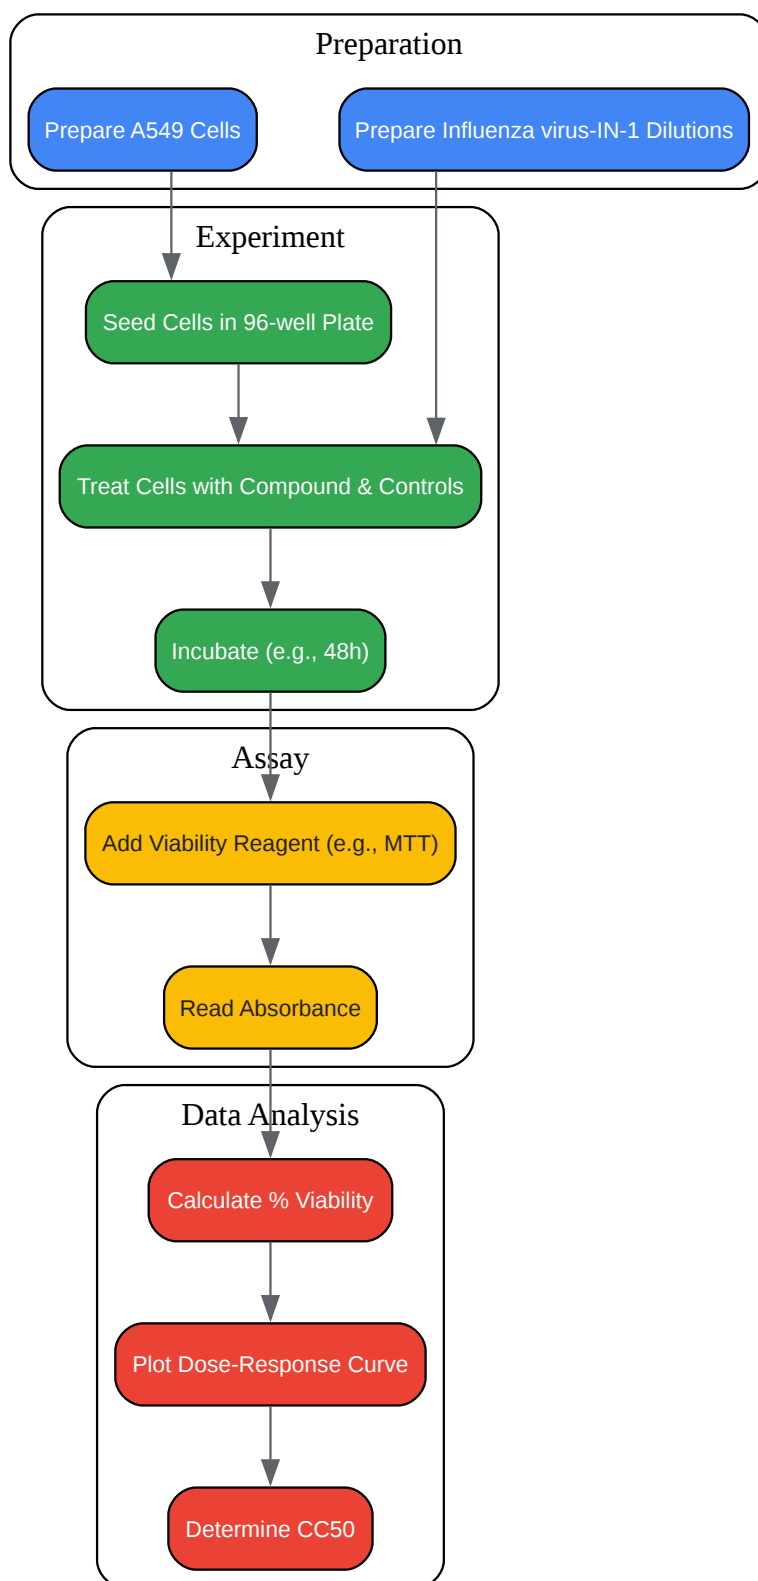 Preparation
Prepare A549 Cells
Prepare Influenza virus-IN-1 Dilutions
Experiment
Seed Cells in 96-well Plate
Treat Cells with Compound & Controls
Incubate (e.g., 48h)
Assay
Add Viability Reagent (e.g., MTT)
Read Absorbance
Data Analysis
Calculate % Viability
Plot Dose-Response Curve
Determine CC50